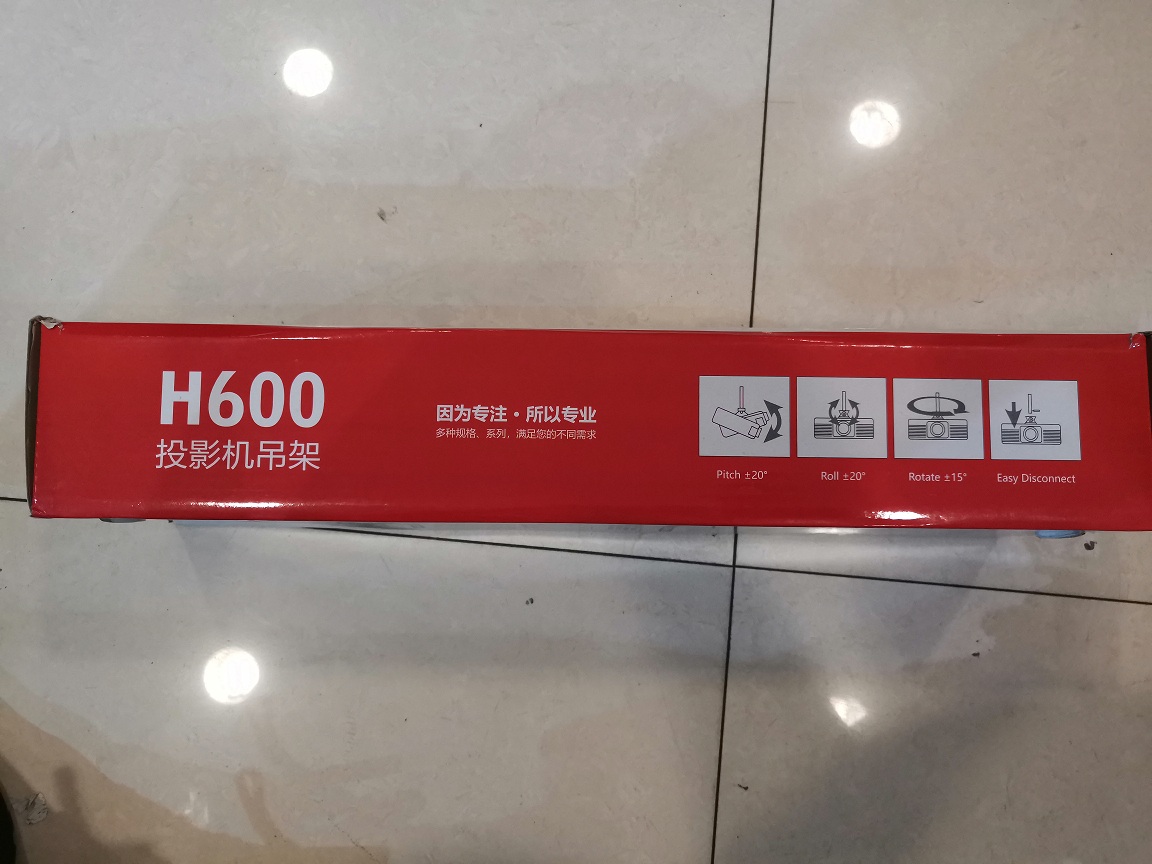 H600
投影机吊架
因为专注·所以专业
多种规格、系列，满足您的不同需求
Pitch ±20°
Roll ±20°
Rotate ±15°
Easy Disconnect